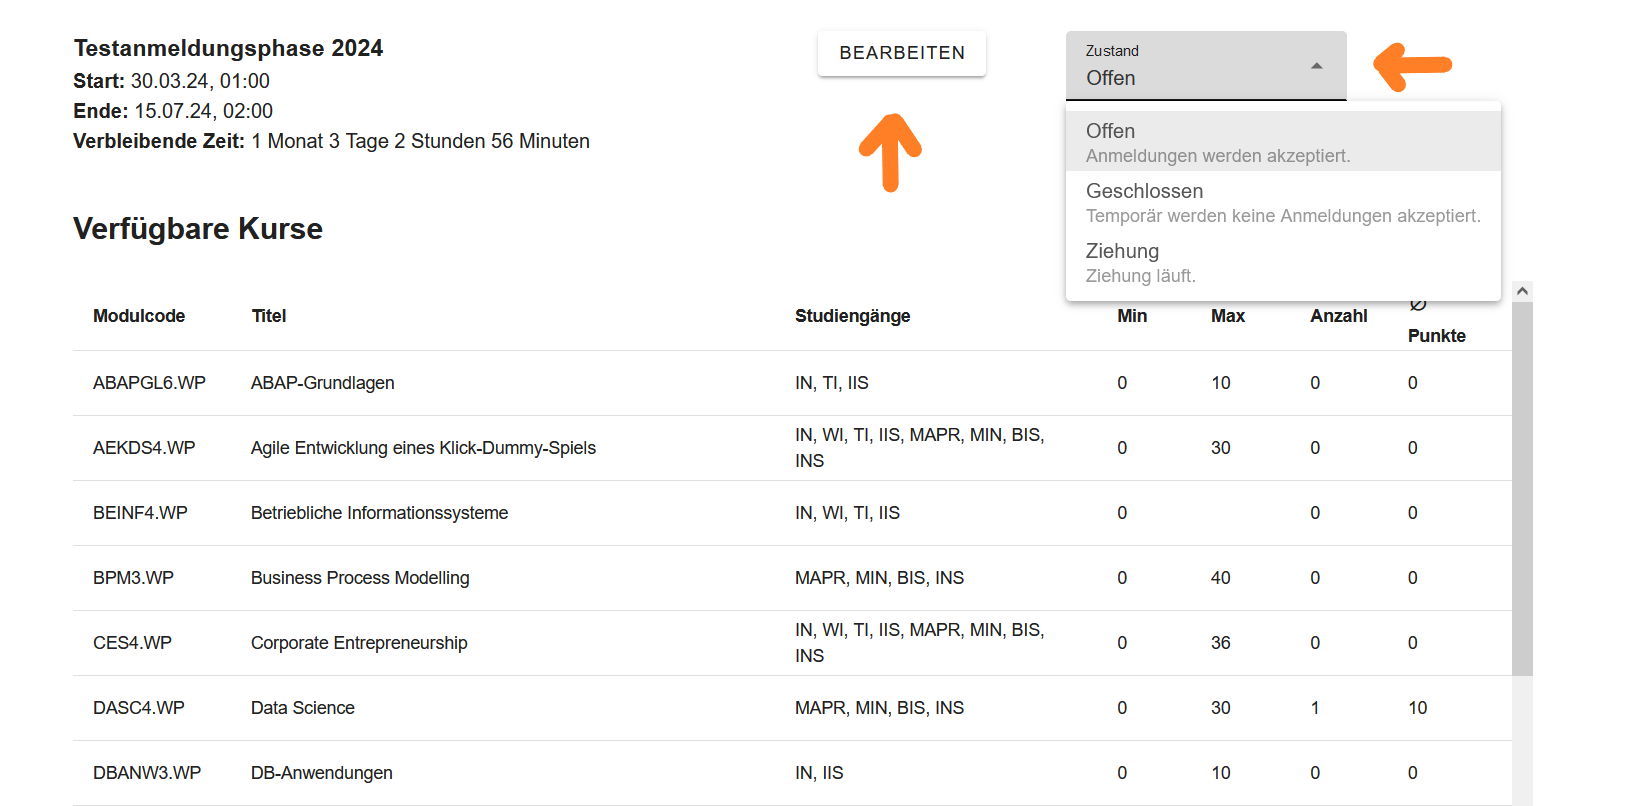 Testanmeldungsphase 2024
Start: 30.03.24, 01:00
Ende: 15.07.24, 02:00
Verbleibende Zeit: 1 Monat 3 Tage 2 Stunden 56 Minuten
BEARBEITEN
Zustand
Offen
Offen
Anmeldungen werden akzeptiert.
Geschlossen
Temporär werden keine Anmeldungen akzeptiert.
Ziehung
Ziehung läuft.
Verfügbare Kurse
Modulcode Titel Studiengänge Min Max Anzahl ∅
Punkte
ABAPGL6.WP ABAP-Grundlagen IN, TI, IIS 0 10 0 0
AEKDS4.WP Agile Entwicklung eines Klick-Dummy-Spiels IN, WI, TI, IIS, MAPR, MIN, BIS, 0 30 0 0
INS
BEINF4.WP Betriebliche Informationssysteme IN, WI, TI, IIS 0 0 0
BPM3.WP Business Process Modelling MAPR, MIN, BIS, INS 0 40 0 0
CES4.WP Corporate Entrepreneurship IN, WI, TI, IIS, MAPR, MIN, BIS, 0 36 0 0
INS
DASC4.WP Data Science MAPR, MIN, BIS, INS 0 30 1 10
DBANW3.WP DB-Anwendungen IN, IIS 0 10 0 0